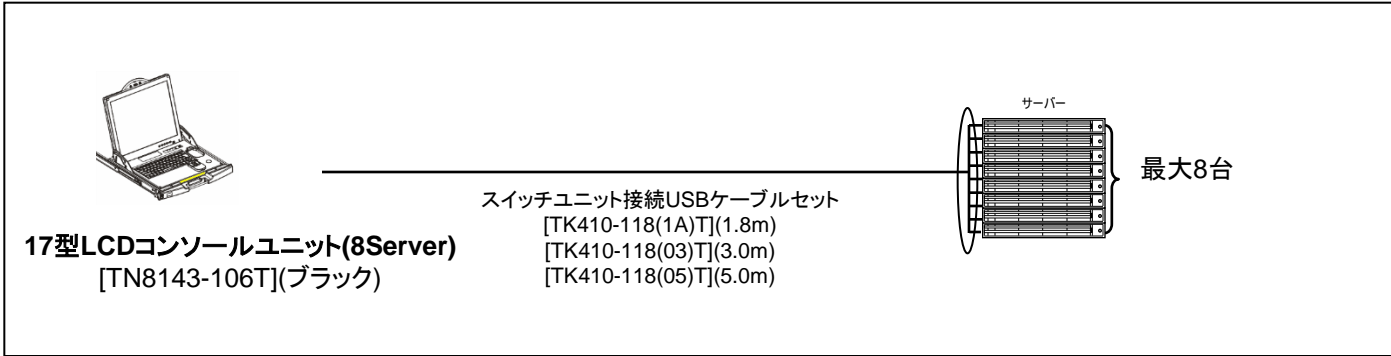 サーバー
最大8台
スイッチユニット接続USBケーブルセット
[TK410-118(1A)T](1.8m)
[TK410-118(03)T](3.0m)
[TK410-118(05)T](5.0m)
17型LCDコンソールユニット(8Server)
[TN8143-106T](ブラック)